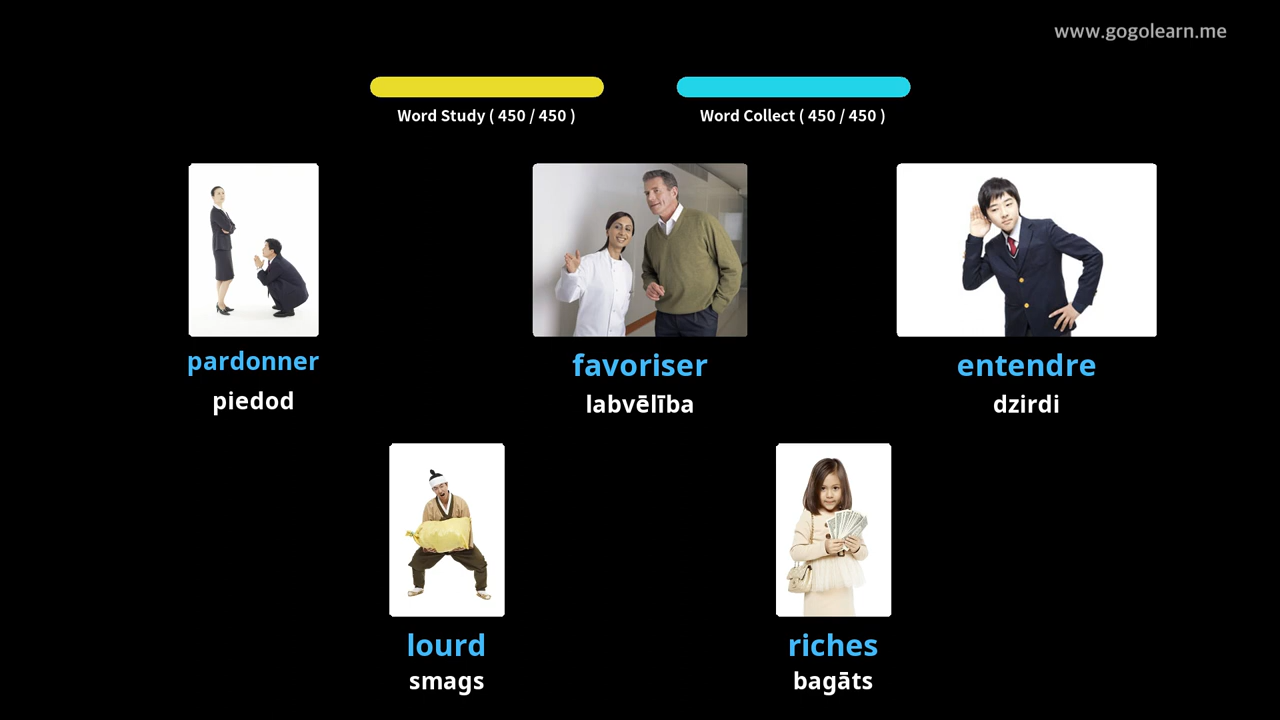 www.gogolearn.me
Word Study ( 450 / 450 )
Word Collect ( 450 / 450 )
pardonner
piedod
favoriser
labvēlība
entendre
dzirdi
lourd
smags
riches
bagāts